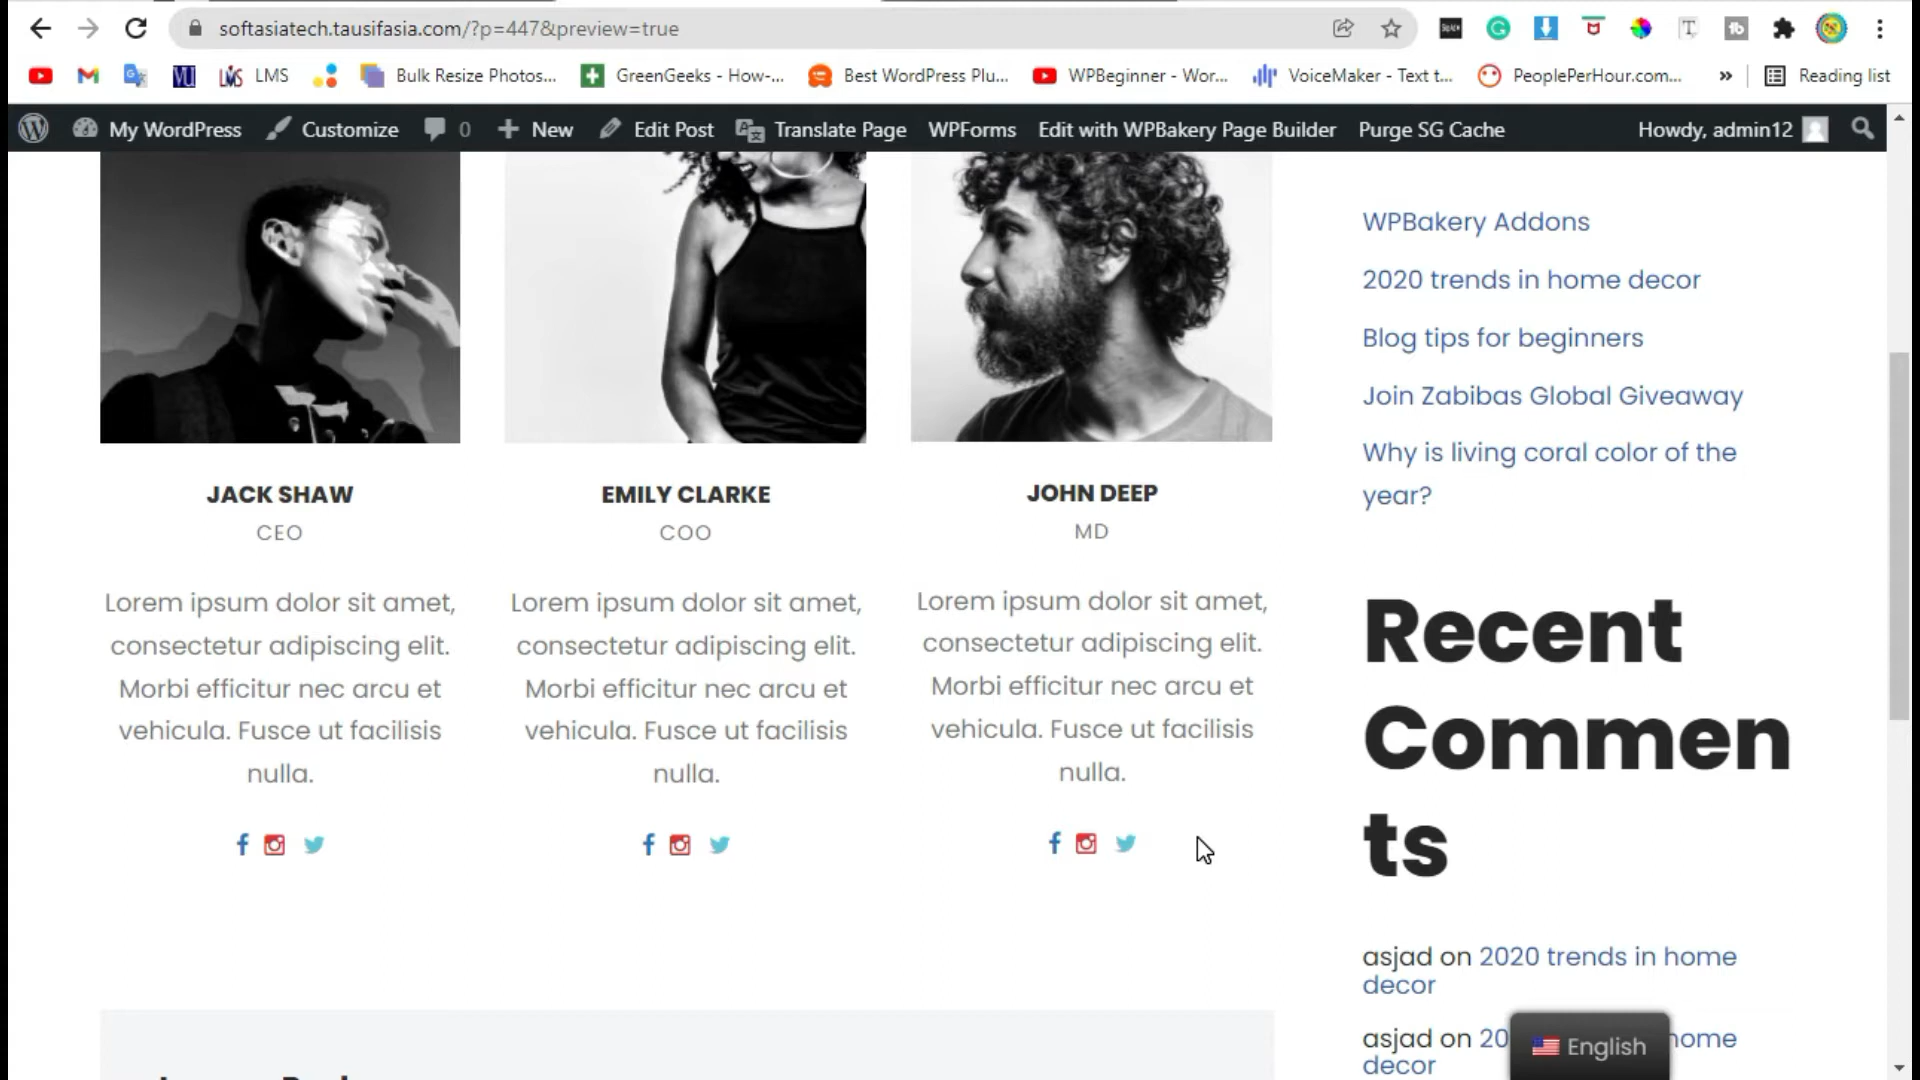 softasiatech.tausifasia.com/?p=447&preview=true
LMS
Bulk Resize Photos...
GreenGeeks - How-...
Best WordPress Plu...
WPBeginner - Wor...
VoiceMaker - Text t...
PeoplePerHour.com...
»
Reading list
My WordPress
Customize
0
New
Edit Post
Translate Page
WPForms
Edit with WPBakery Page Builder
Purge SG Cache
Howdy, admin12
JACK SHAW
CEO
Lorem ipsum dolor sit amet,
consectetur adipiscing elit.
Morbi efficitur nec arcu et
vehicula. Fusce ut facilisis
nulla.
EMILY CLARKE
COO
Lorem ipsum dolor sit amet,
consectetur adipiscing elit.
Morbi efficitur nec arcu et
vehicula. Fusce ut facilisis
nulla.
JOHN DEEP
MD
Lorem ipsum dolor sit amet,
consectetur adipiscing elit.
Morbi efficitur nec arcu et
vehicula. Fusce ut facilisis
nulla.
WPBakery Addons
2020 trends in home decor
Blog tips for beginners
Join Zabibas Global Giveaway
Why is living coral color of the
year?
Recent
Commen
ts
asjad on 2020 trends in home
decor
asjad on 20 home
decor
English